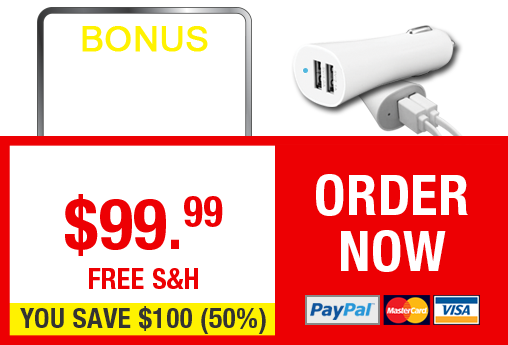 BONUS
$99.99
FREE S&H
YOU SAVE $100 (50%)
ORDER
NOW
PayPal MasterCard VISA